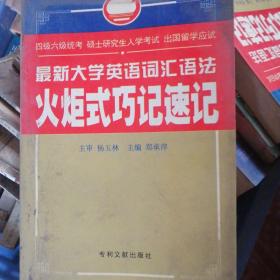 四级六级统考 硕士研究生入学考试 出国留学应试
最新大学英语词汇语法
火炬式巧记速记
主审 杨玉林 主编 郑承洋
专利文献出版社